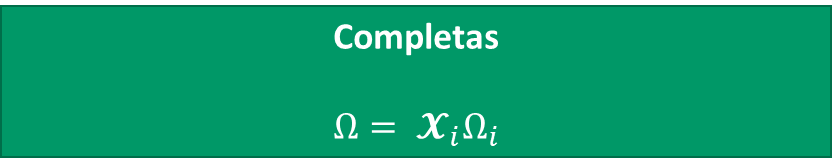 Completas
Ω = 𝓧ᵢΩᵢ